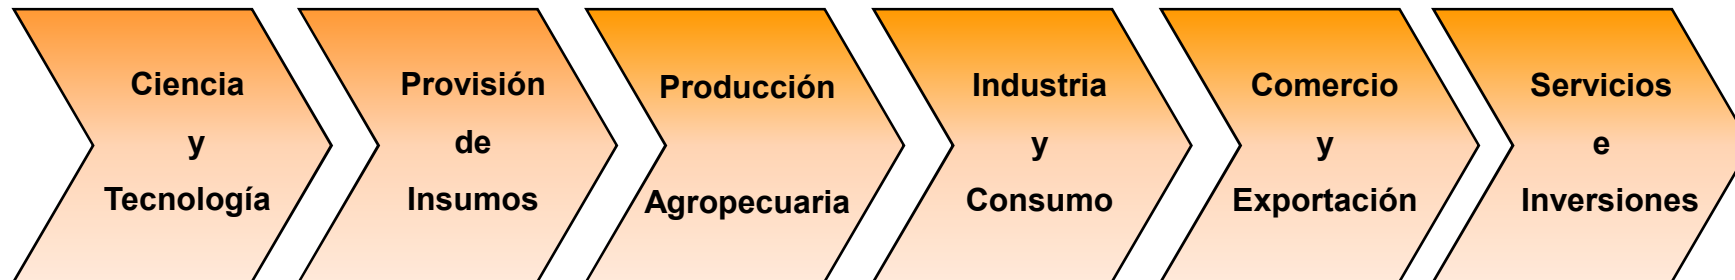 Ciencia
y
Tecnología
Provisión
de
Insumos
Producción
Agropecuaria
Industria
y
Consumo
Comercio
y
Exportación
Servicios
e
Inversiones